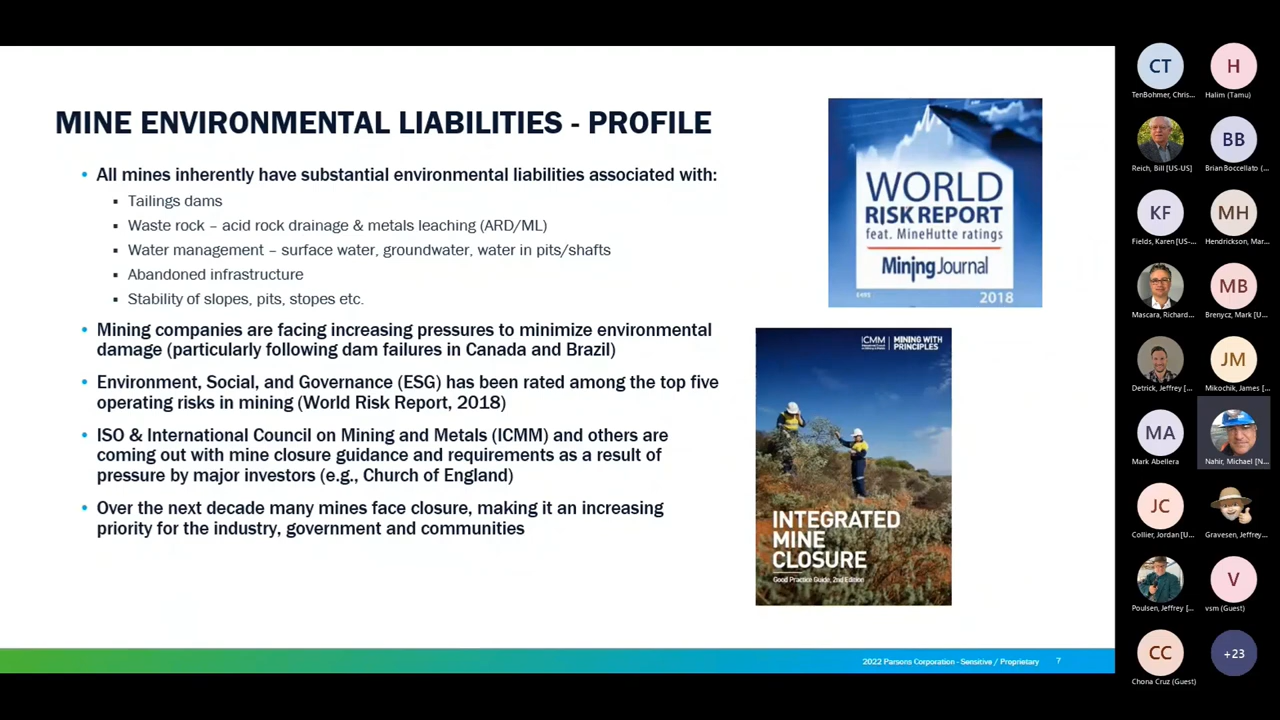 MINE ENVIRONMENTAL LIABILITIES - PROFILE
• All mines inherently have substantial environmental liabilities associated with:
▪ Tailings dams
▪ Waste rock – acid rock drainage & metals leaching (ARD/ML)
▪ Water management – surface water, groundwater, water in pits/shafts
▪ Abandoned infrastructure
▪ Stability of slopes, pits, stopes etc.
• Mining companies are facing increasing pressures to minimize environmental
damage (particularly following dam failures in Canada and Brazil)
• Environment, Social, and Governance (ESG) has been rated among the top five
operating risks in mining (World Risk Report, 2018)
• ISO & International Council on Mining and Metals (ICMM) and others are
coming out with mine closure guidance and requirements as a result of
pressure by major investors (e.g., Church of England)
• Over the next decade many mines face closure, making it an increasing
priority for the industry, government and communities
WORLD
RISK REPORT
feat. MineHutte ratings
Mining Journal
2018
ICMM
MINING WITH
PRINCIPLES
INTEGRATED
MINE
CLOSURE
Good Practice Guide, 2nd Edition
2022 Parsons Corporation - Sensitive / Proprietary 7
CT
TenBohmer, Chris...
H
Halim (Tamu)
Reich, Bill [US-US]
BB
Brian Boccellato (...
KF
Fields, Karen [US-...
MH
Hendrickson, Mar...
Mascara, Richard...
MB
Brenycz, Mark [U...
Detrick, Jeffrey [...
JM
Mikochik, James [...
MA
Mark Abellera
Nahir, Michael [N...
JC
Collier, Jordan [U...
Gravesen, Jeffrey...
Poulsen, Jeffrey [...
V
vsm (Guest)
CC
Chona Cruz (Guest)
+23